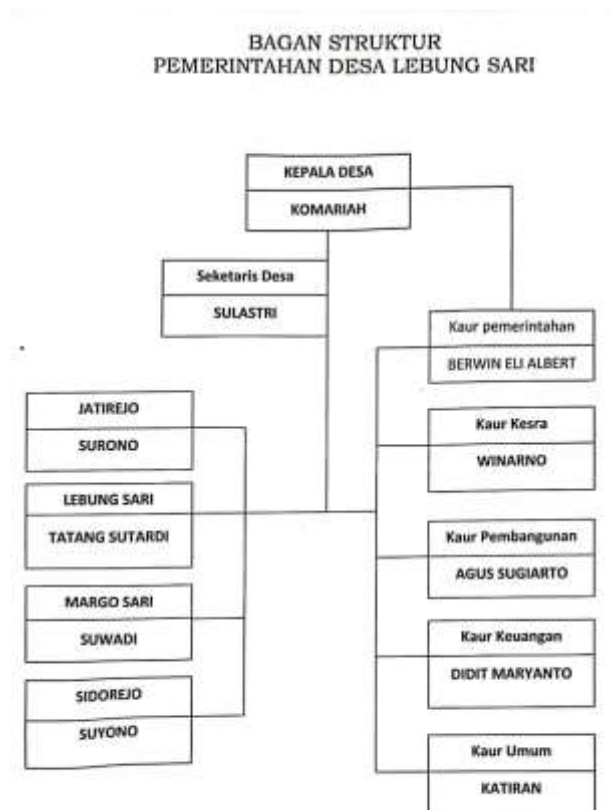 BAGAN STRUKTUR
PEMERINTAHAN DESA LEBUNG SARI
KEPALA DESA
KOMARIAH
Seketaris Desa
SULASTRI
Kaur pemerintahan
BERWIN ELI ALBERT
JATIREJO
SURONO
Kaur Kesra
WINARNO
LEBUNG SARI
TATANG SUTARDI
Kaur Pembangunan
AGUS SUGIARTO
MARGO SARI
SUWADI
Kaur Keuangan
DIDIT MARYANTO
SIDOREJO
SUYONO
Kaur Umum
KATIRAN